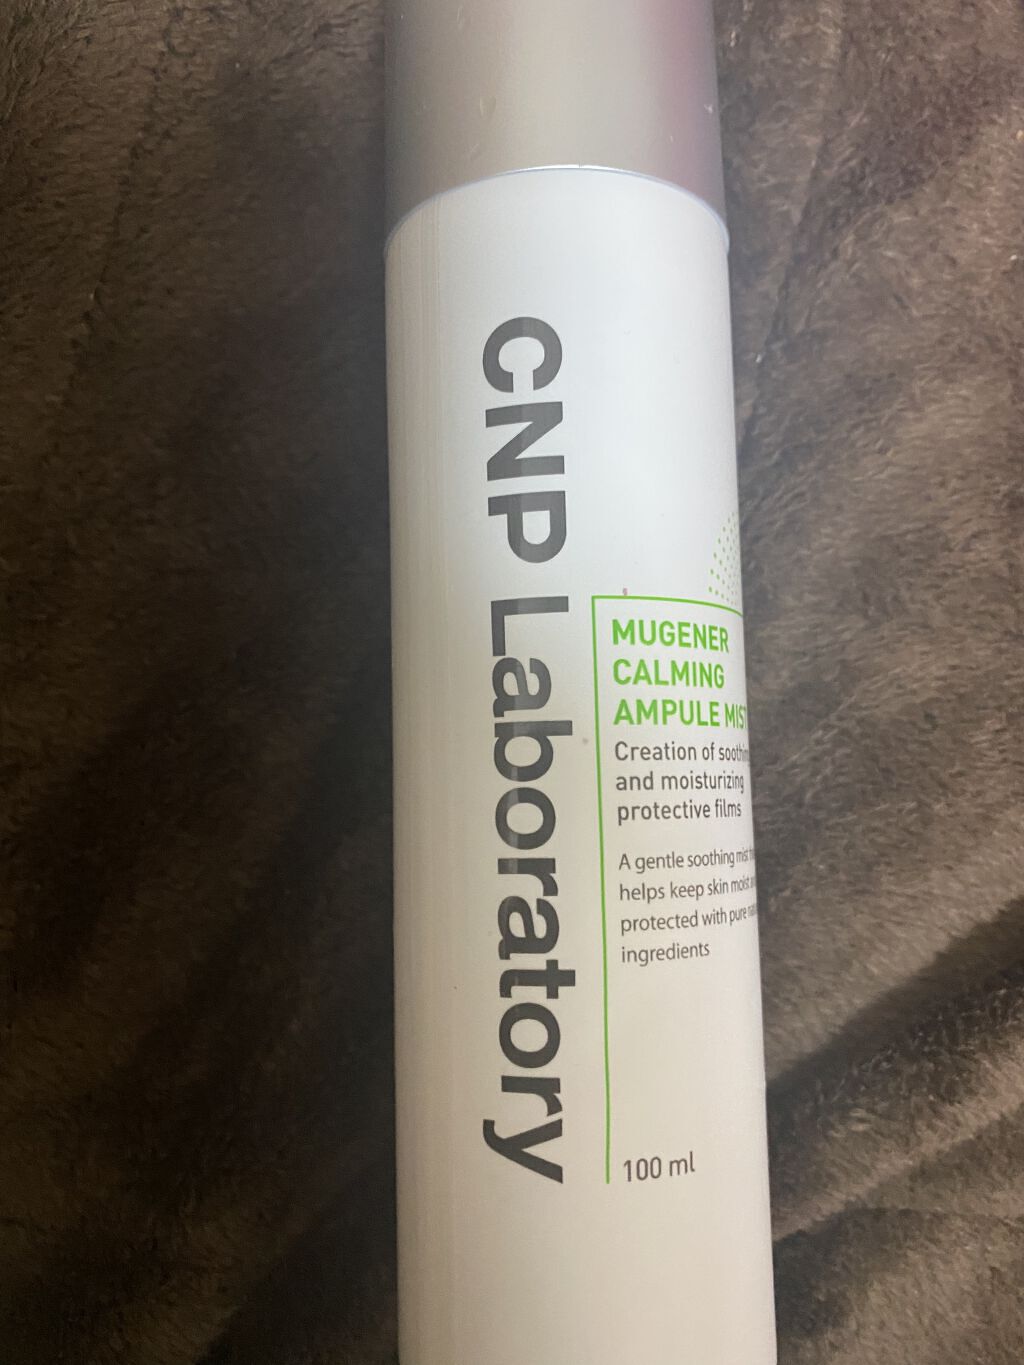 CNP Laboratory
MUGENER
CALMING
AMPULE MIST
Creation of
and moisturizing
protective films
A gentle soothing mist
helps keep skin moist
protected with pure
ingredients
100 ml